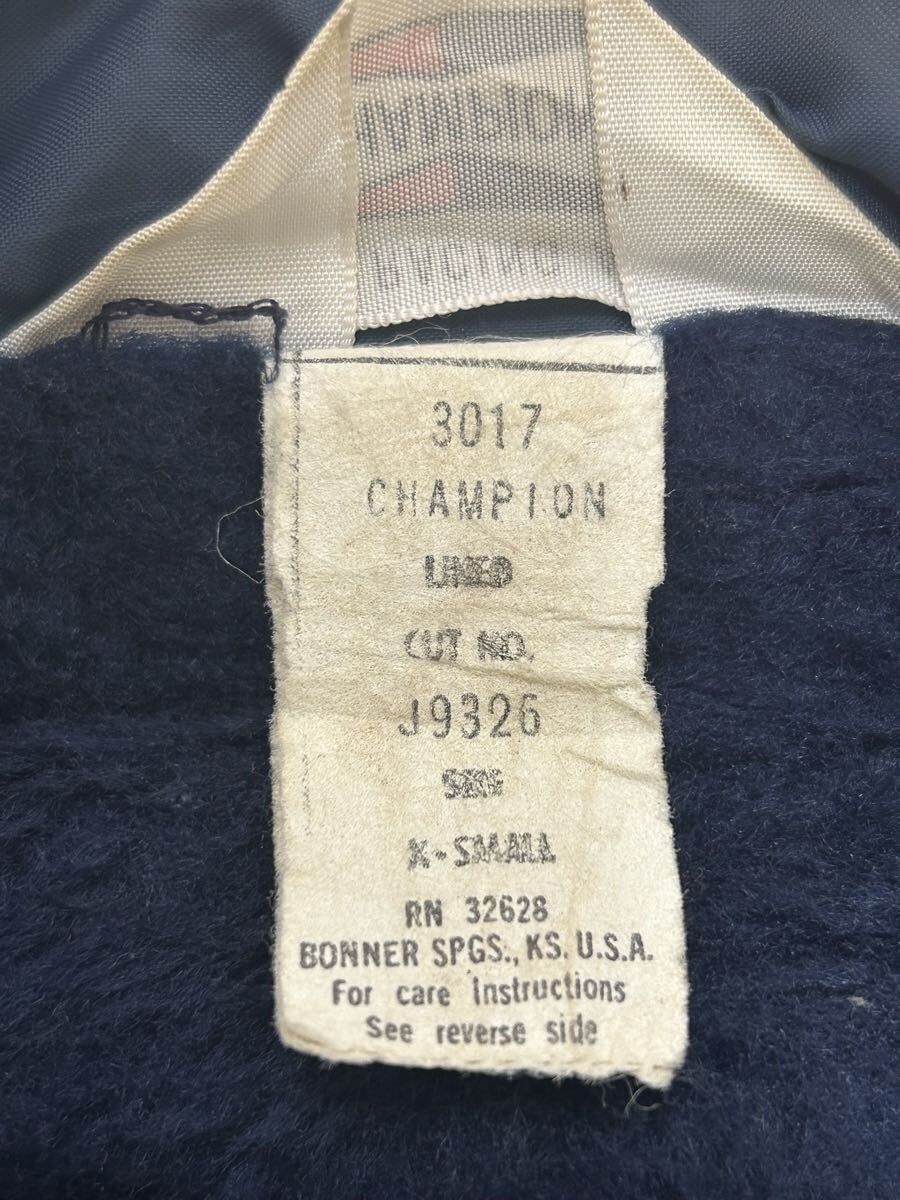 3017
CHAMPION
LINED
CUT NO.
J9326
SIZE
X-SMALL
RN 32628
BONNER SPGS., KS. U.S.A.
For care Instructions
See reverse side